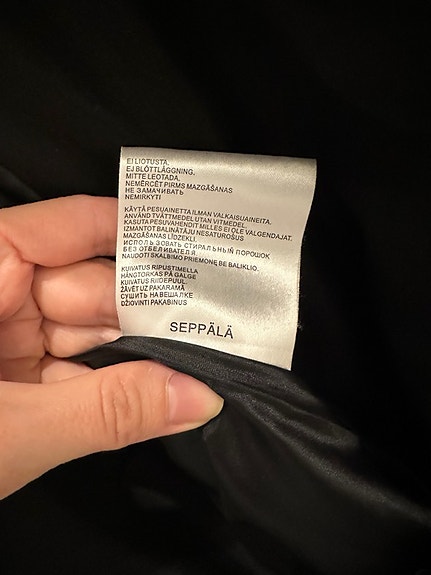 EI LIOTUSTA.
EJ BLÖTLÄGGNING.
MITTE LEOTADA.
NEMĒRCĒT PIRMS MAZGĀŠANAS
НЕ ЗАМАЧИВАТЬ
NEMIRKYTI
KÄYTÄ PESUAINETTA ILMAN VALKAISUAINEITA.
ANVÄND TVÄTTMEDEL UTAN VITMEDEL.
KASUTA PESUVAHENDIT MILLES EI OLE VALGENDAJAT.
IZMANTOT BALINĀTĀJU NESATUROŠUS
MAZGĀŠANAS LĪDZEKLI.
ИСПОЛЬЗОВАТЬ СТИРАЛЬНЫЙ ПОРОШОК
БЕЗ ОТБЕЛИВАТЕЛЯ
NAUDOTI SKALBIMO PRIEMONĘ BE BALIKLIO.
KUIVATUS RIPUSTIMELLA
HÄNGTORKAS PÅ GALGE
KUIVATUS RIIDEPUUL.
ŽĀVĒT UZ PAKARAMĀ
СУШИТЬ НА ВЕШАЛКЕ
DŽIOVINTI PAKABINUS
SEPPÄLÄ